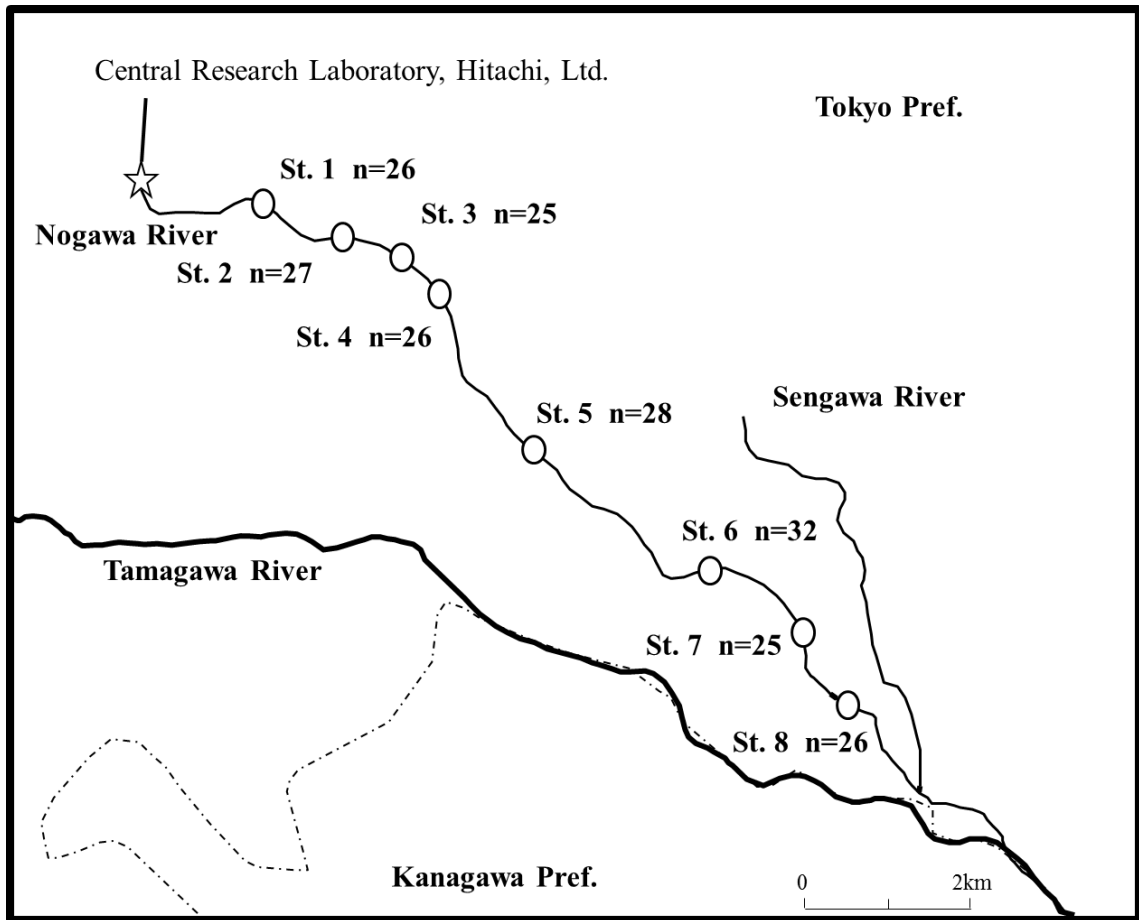 Central Research Laboratory, Hitachi, Ltd.
Tokyo Pref.
St. 1 n=26
St. 3 n=25
Nogawa River
St. 2 n=27
St. 4 n=26
Sengawa River
St. 5 n=28
St. 6 n=32
Tamagawa River
St. 7 n=25
St. 8 n=26
Kanagawa Pref.
0 2km